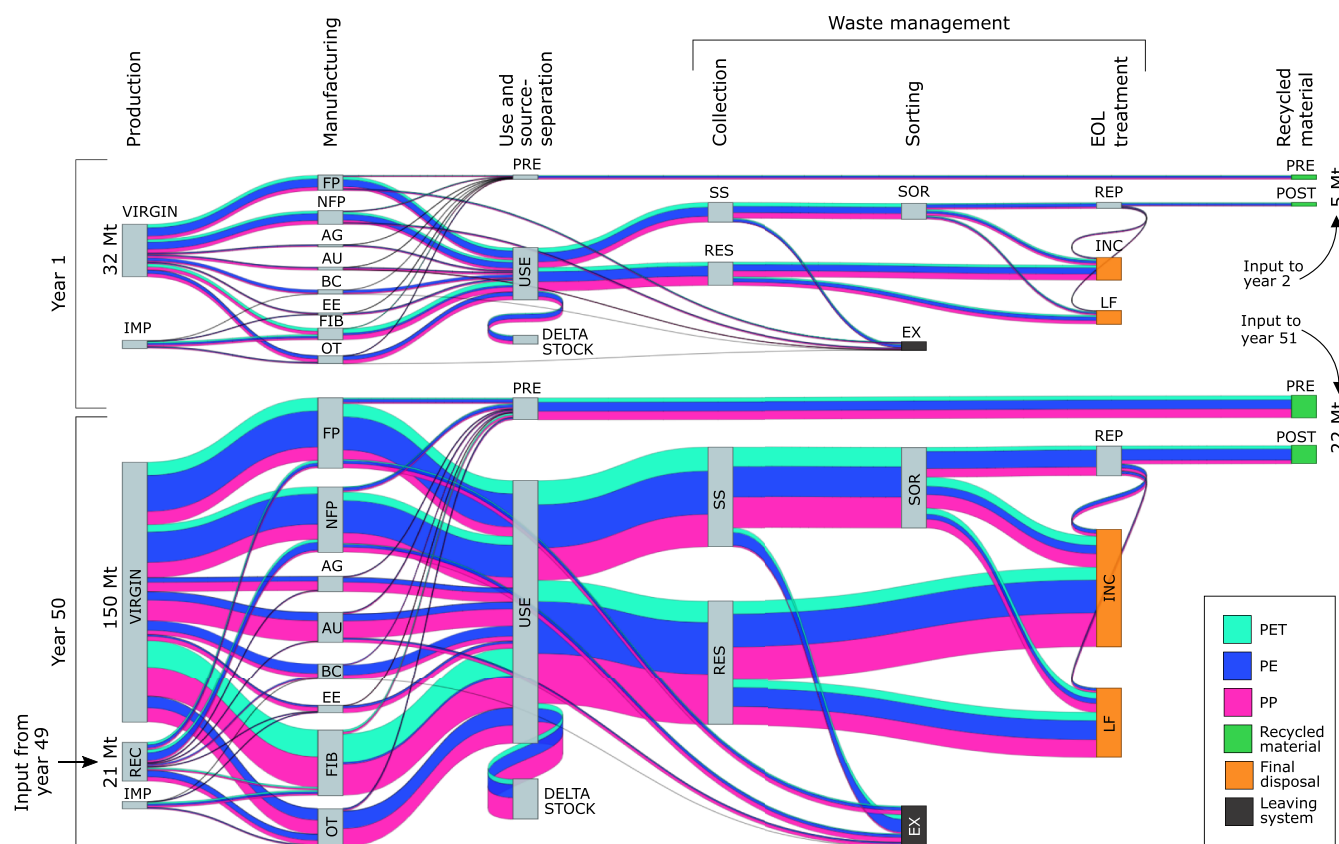 Waste management
Production
Manufacturing
Use and
source-
separation
Collection
Sorting
EOL
treatment
Recycled
material
Year 1
VIRGIN
32 Mt
IMP
FP
NFP
AG
AU
BC
EE
FIB
OT
PRE
USE
DELTA
STOCK
SS
RES
SOR
EX
REP
INC
LF
PRE
POST
5 Mt
Input to
year 2
Input to
year 51
Year 50
150 Mt
VIRGIN
Input from
year 49
21 Mt
REC
IMP
FP
NFP
AG
AU
BC
EE
FIB
OT
PRE
USE
DELTA
STOCK
SS
RES
SOR
EX
REP
INC
LF
PRE
POST
22 Mt
PET
PE
PP
Recycled
material
Final
disposal
Leaving
system